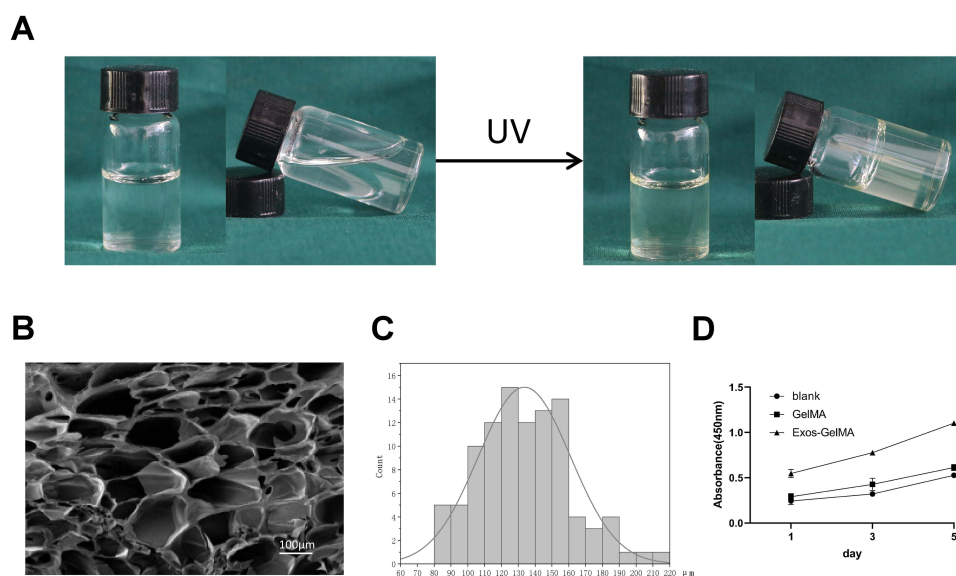 A
UV
B
100μm
C
Count
16
14
12
10
8
6
4
2
0
60 70 80 90 100 110 120 130 140 150 160 170 180 190 200 210 220 μm
D
Absorbance(450nm)
1.5
1.0
0.5
0.0
blank
GelMA
Exos-GelMA
1 3 5
day